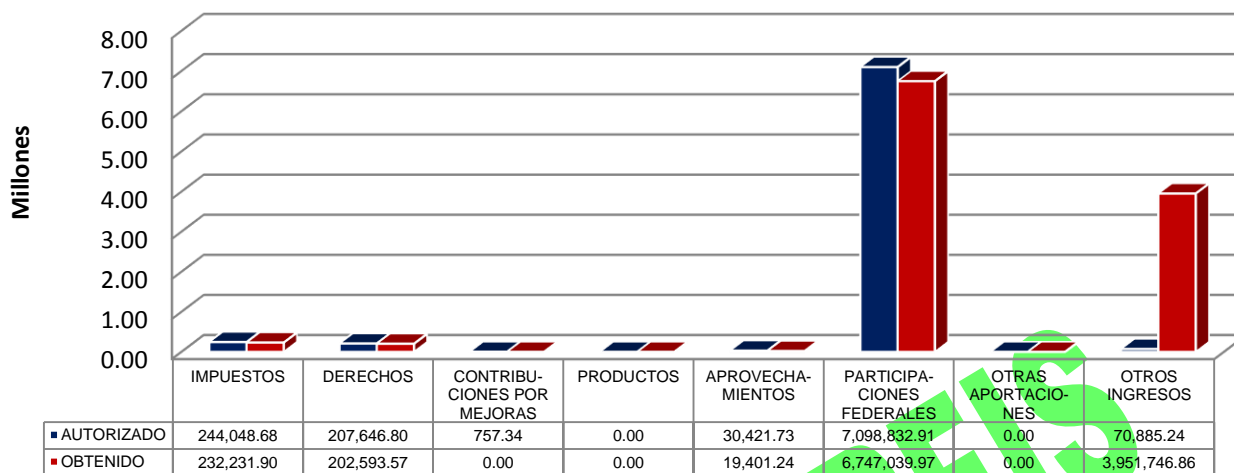 8.00
7.00
6.00
5.00
4.00
3.00
2.00
1.00
0.00
Millones
IMPUESTOS
DERECHOS
CONTRIBU-
CIONES POR
MEJORAS
PRODUCTOS
APROVECHA-
MIENTOS
PARTICIPA-
CIONES
FEDERALES
OTRAS
APORTACIO-
NES
OTROS
INGRESOS
AUTORIZADO 244,048.68 207,646.80 757.34 0.00 30,421.73 7,098,832.91 0.00 70,885.24
OBTENIDO 232,231.90 202,593.57 0.00 0.00 19,401.24 6,747,039.97 0.00 3,951,746.86